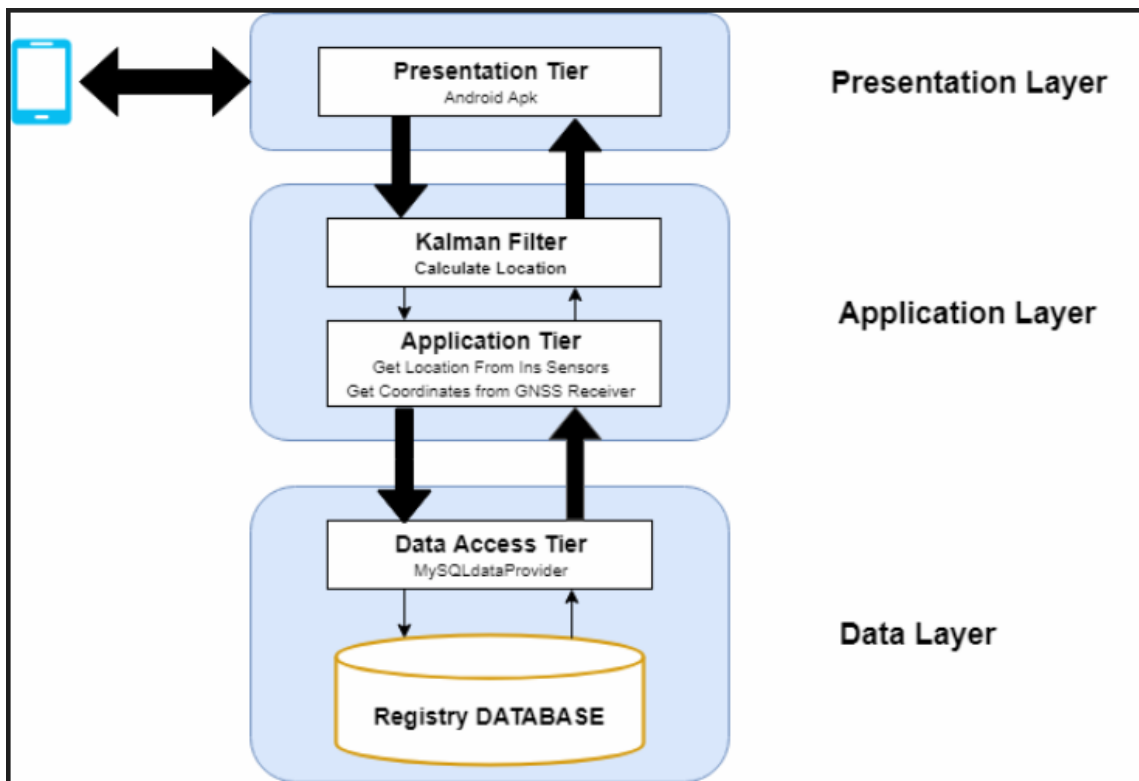 Presentation Tier
Android Apk
Presentation Layer
Kalman Filter
Calculate Location
Application Tier
Get Location From Ins Sensors
Get Coordinates from GNSS Receiver
Application Layer
Data Access Tier
MySQLdataProvider
Data Layer
Registry DATABASE